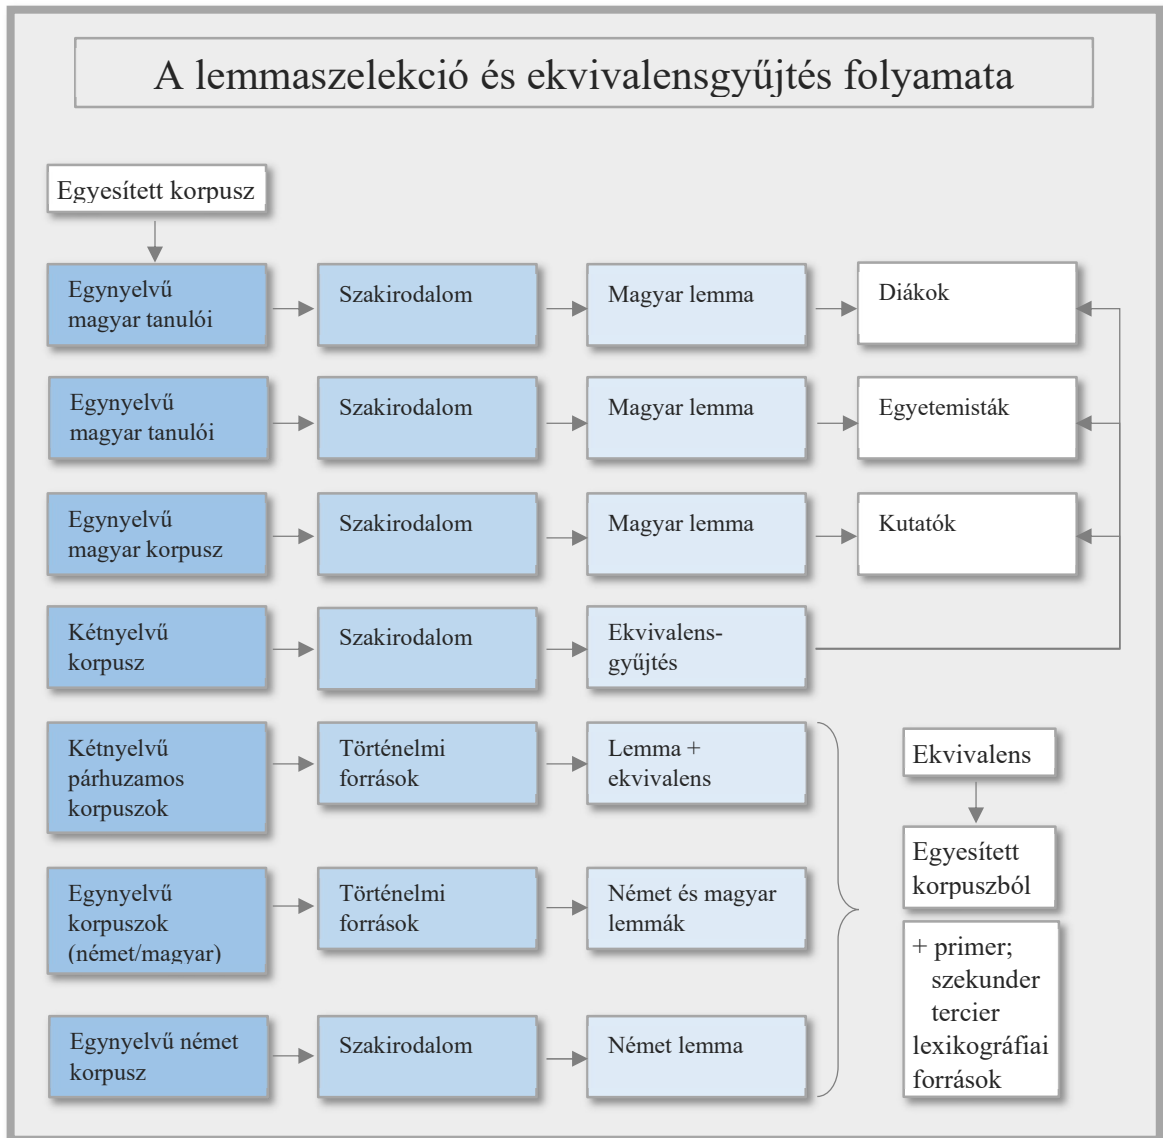 A lemmaszelekció és ekvivalensgyűjtés folyamata
Egyesített korpusz
Egynyelvű
magyar tanulói
Szakirodalom
Magyar lemma
Diákok
Egynyelvű
magyar tanulói
Szakirodalom
Magyar lemma
Egyetemisták
Egynyelvű
magyar korpusz
Szakirodalom
Magyar lemma
Kutatók
Kétnyelvű
korpusz
Szakirodalom
Ekvivalens-
gyűjtés
Kétnyelvű
párhuzamos
korpuszok
Történelmi
források
Lemma +
ekvivalens
Ekvivalens
Egyesített
korpuszból
Egynyelvű
korpuszok
(német/magyar)
Történelmi
források
Német és magyar
lemmák
+ primer;
szekunder
tercier
lexikográfiai
források
Egynyelvű német
korpusz
Szakirodalom
Német lemma